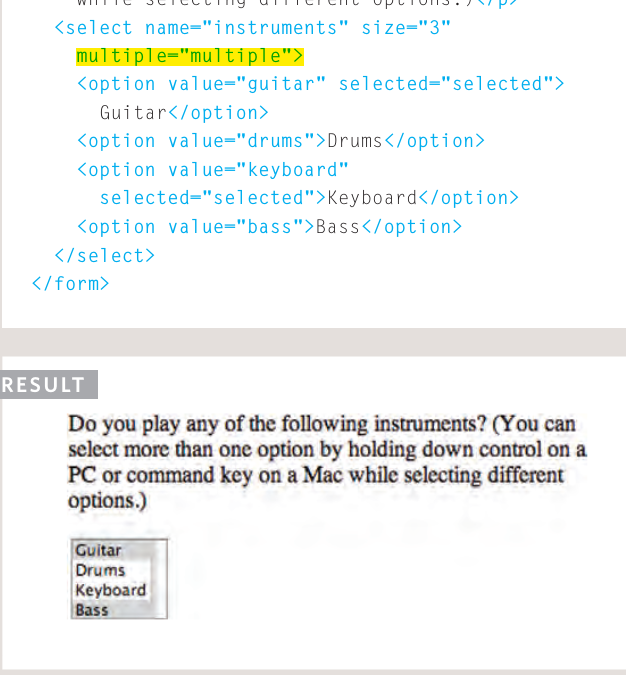 while selecting different options.)</p>
<select name="instruments" size="3"
multiple="multiple">
<option value="guitar" selected="selected">
Guitar</option>
<option value="drums">Drums</option>
<option value="keyboard"
selected="selected">Keyboard</option>
<option value="bass">Bass</option>
</select>
</form>
RESULT
Do you play any of the following instruments? (You can
select more than one option by holding down control on a
PC or command key on a Mac while selecting different
options.)
Guitar
Drums
Keyboard
Bass